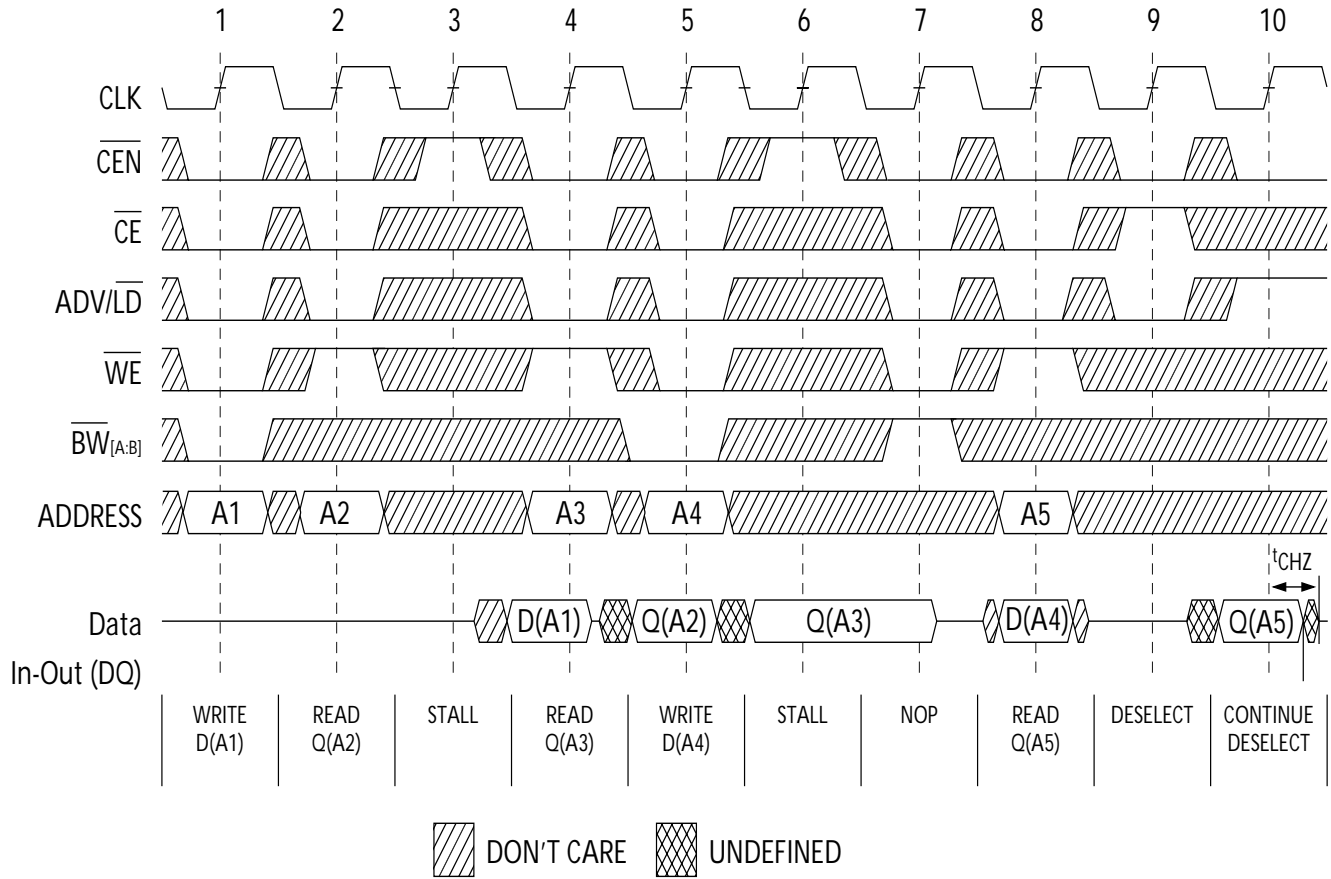 1 2 3 4 5 6 7 8 9 10
CLK
CEN
CE
ADV/LD
WE
BW[A:B]
ADDRESS A1 A2 A3 A4 A5
tCHZ
Data D(A1) Q(A2) Q(A3) D(A4) Q(A5)
In-Out (DQ)
WRITE READ STALL READ WRITE STALL NOP READ DESELECT CONTINUE
D(A1) Q(A2) Q(A3) D(A4) Q(A5) DESELECT
DON'T CARE UNDEFINED